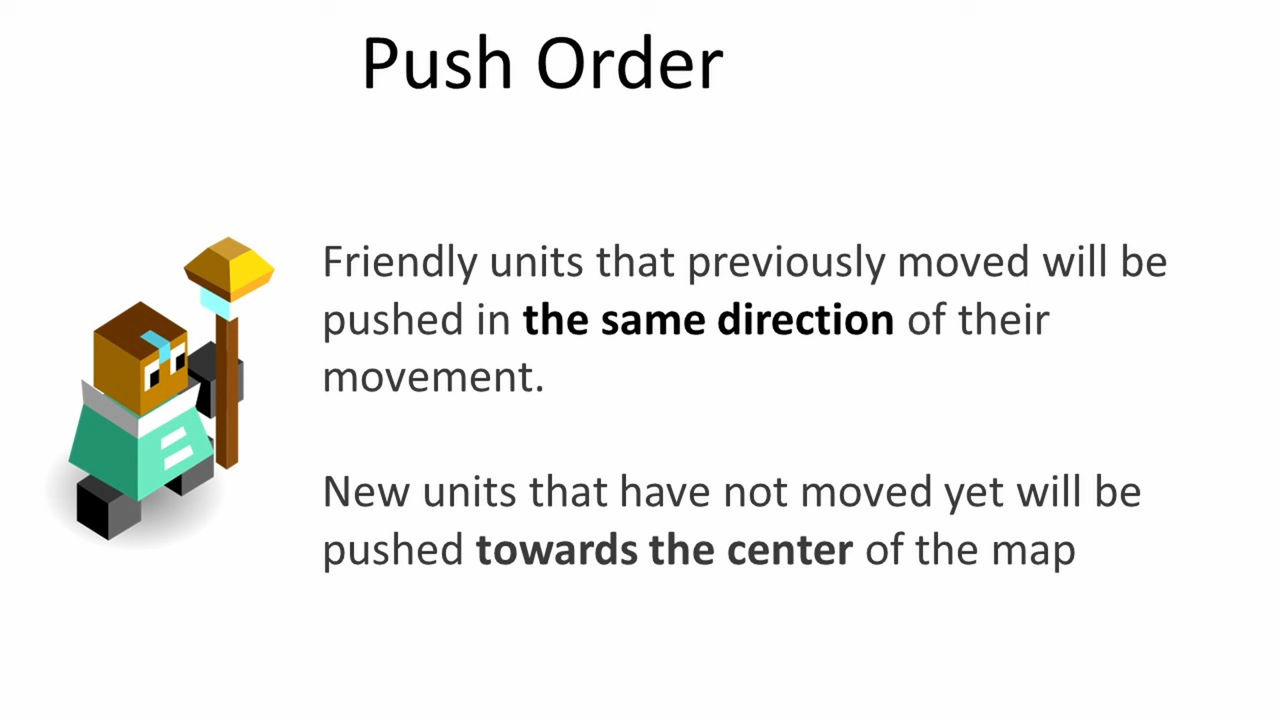 Push Order
Friendly units that previously moved will be
pushed in the same direction of their
movement.
New units that have not moved yet will be
pushed towards the center of the map